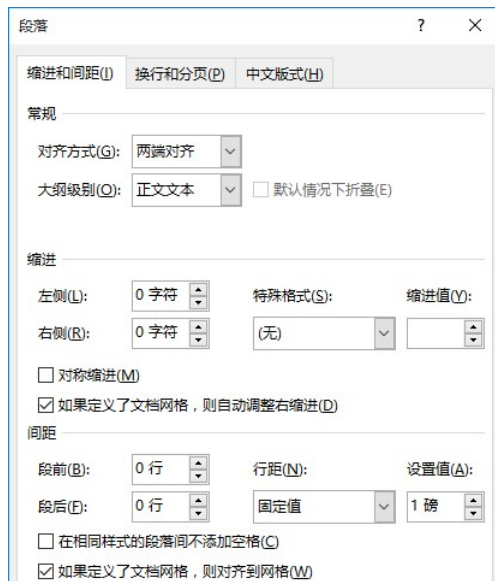 段落 ? ×
缩进和间距(I) 换行和分页(P) 中文版式(H)
常规
对齐方式(G): 两端对齐
大纲级别(O): 正文文本 默认情况下折叠(E)
缩进
左侧(L): 0 字符 特殊格式(S): 缩进值(Y):
右侧(R): 0 字符 (无)
对称缩进(M)
如果定义了文档网格，则自动调整右缩进(D)
间距
段前(B): 0 行 行距(N): 设置值(A):
段后(F): 0 行 固定值 1 磅
在相同样式的段落间不添加空格(C)
如果定义了文档网格，则对齐到网格(W)